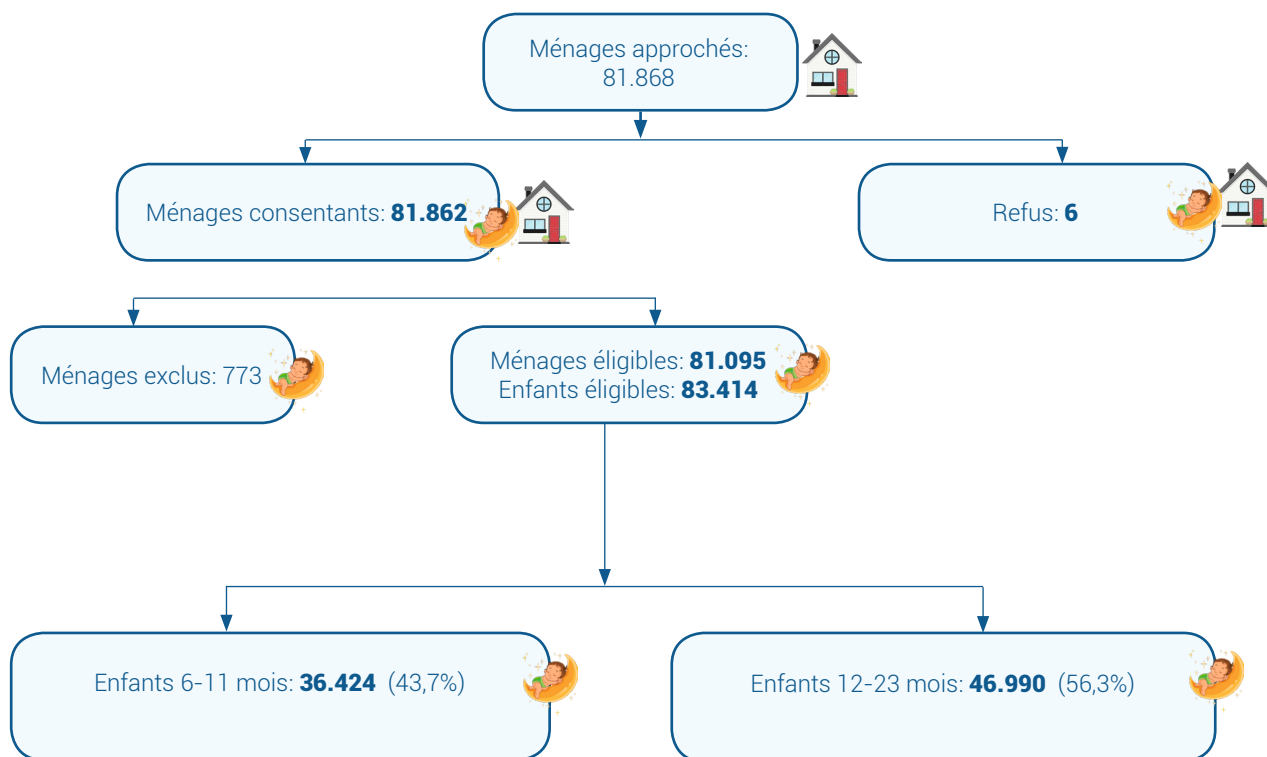 Ménages approchés:
81.868
Ménages consentants: 81.862
Refus: 6
Ménages exclus: 773
Ménages éligibles: 81.095
Enfants éligibles: 83.414
Enfants 6-11 mois: 36.424 (43,7%)
Enfants 12-23 mois: 46.990 (56,3%)